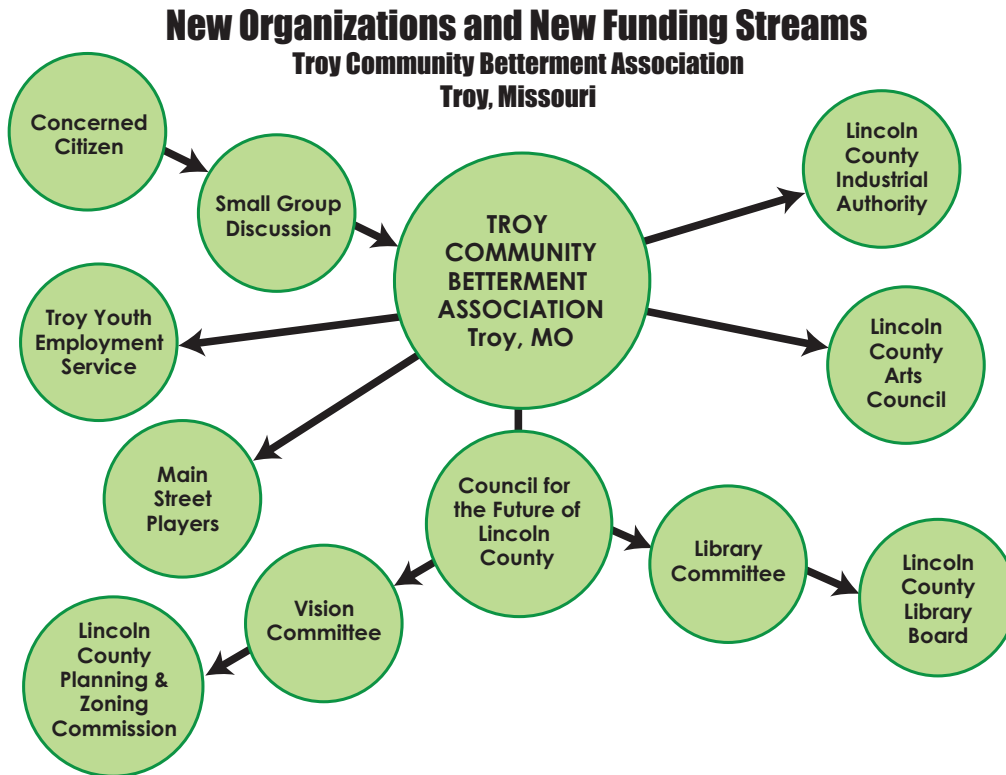 New Organizations and New Funding Streams
Troy Community Betterment Association
Troy, Missouri
Concerned
Citizen
Small Group
Discussion
TROY
COMMUNITY
BETTERMENT
ASSOCIATION
Troy, MO
Lincoln
County
Industrial
Authority
Troy Youth
Employment
Service
Lincoln
County
Arts
Council
Main
Street
Players
Council for
the Future of
Lincoln
County
Library
Committee
Lincoln
County
Library
Board
Vision
Committee
Lincoln
County
Planning &
Zoning
Commission